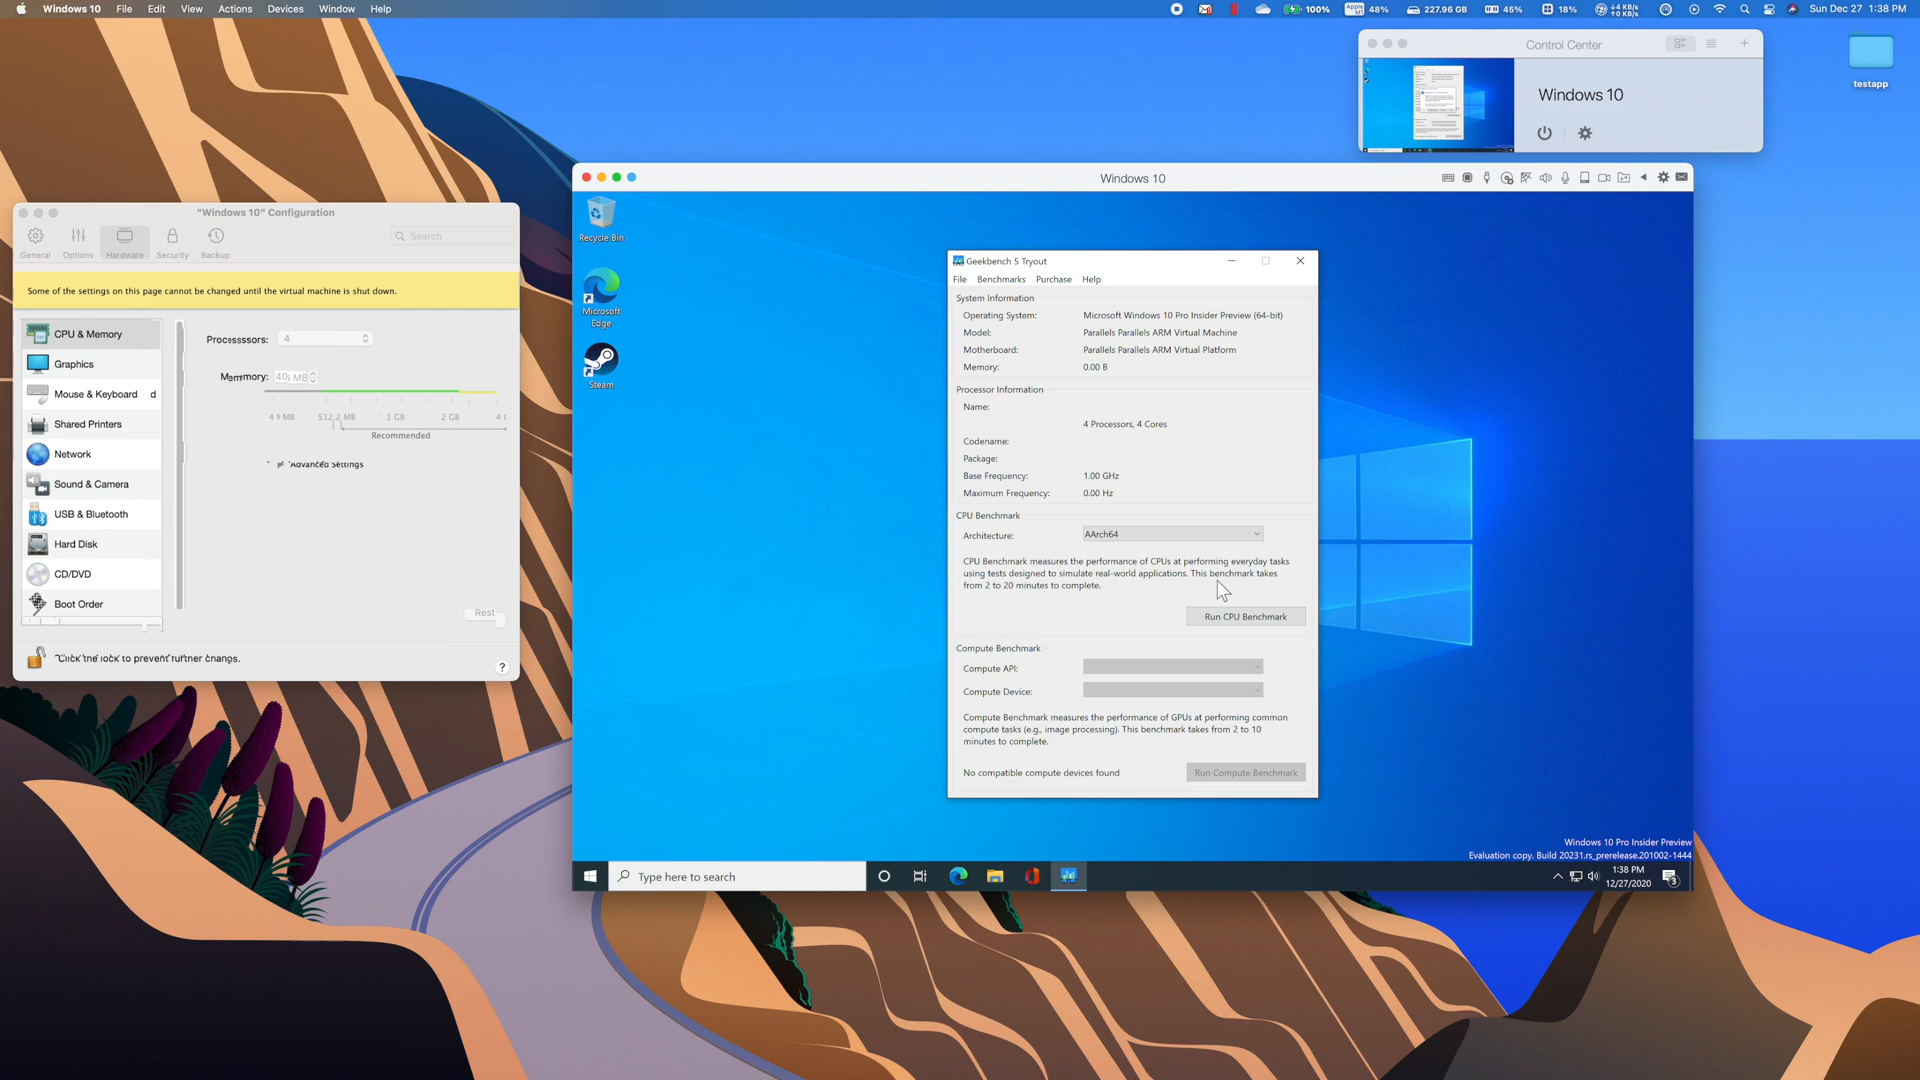 Windows 10 File Edit View Actions Devices Window Help
100% 48% 227.96 GB 45% 18% Sun Dec 27 1:38 PM
Control Center
Windows 10
testapp
Windows 10
"Windows 10" Configuration
General Options Hardware Security Backup
Search
Some of the settings on this page cannot be changed until the virtual machine is shut down.
CPU & Memory
Graphics
Mouse & Keyboard d
Shared Printers
Network
Sound & Camera
USB & Bluetooth
Hard Disk
CD/DVD
Boot Order
Processssors: 4
MB
4 MB 512 MB 1 GB 2 GB
Recommended
Advanced Settings
Rest
Click the lock to prevent further changes.
?
Recycle Bin
Microsoft
Edge
Steam
Geekbench 5 Tryout
File Benchmarks Purchase Help
System Information
Operating System: Microsoft Windows 10 Pro Insider Preview (64-bit)
Model: Parallels Parallels ARM Virtual Machine
Motherboard: Parallels Parallels ARM Virtual Platform
Memory: 0.00 B
Processor Information
Name:
4 Processors, 4 Cores
Codename:
Package:
Base Frequency: 1.00 GHz
Maximum Frequency: 0.00 Hz
CPU Benchmark
Architecture: AArch64
CPU Benchmark measures the performance of CPUs at performing everyday tasks
using tests designed to simulate real-world applications. This benchmark takes
from 2 to 20 minutes to complete.
Run CPU Benchmark
Compute Benchmark
Compute API:
Compute Device:
Compute Benchmark measures the performance of GPUs at performing common
compute tasks (e.g., image processing). This benchmark takes from 2 to 10
minutes to complete.
No compatible compute devices found Run Compute Benchmark
Windows 10 Pro Insider Preview
Evaluation copy. Build 20231.rs_prerelease.201002-1444
Type here to search
1:38 PM
12/27/2020
3